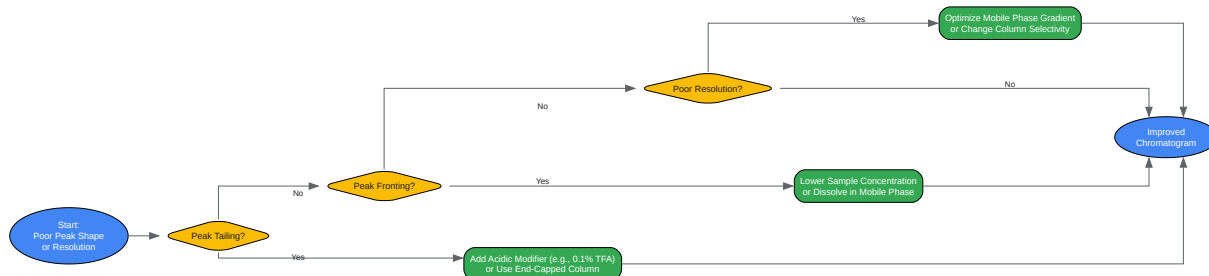 Yes
Optimize Mobile Phase Gradient
or Change Column Selectivity
Poor Resolution?
No
No
Improved
Chromatogram
Peak Fronting?
Yes
Lower Sample Concentration
or Dissolve in Mobile Phase
No
Start:
Poor Peak Shape
or Resolution
Peak Tailing?
Yes
Add Acidic Modifier (e.g., 0.1% TFA)
or Use End-Capped Column